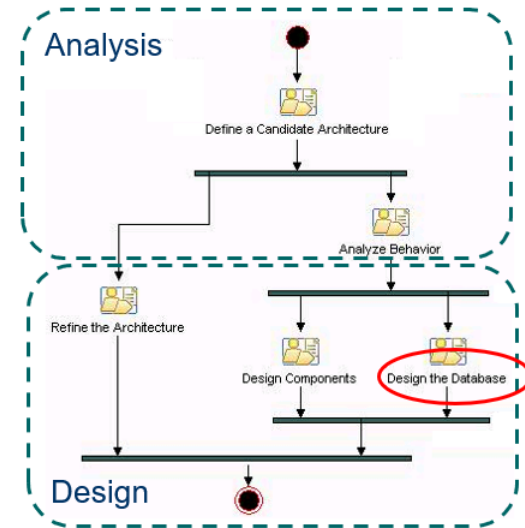 Analysis
Define a Candidate Architecture
Analyze Behavior
Refine the Architecture
Design Components
Design the Database
Design